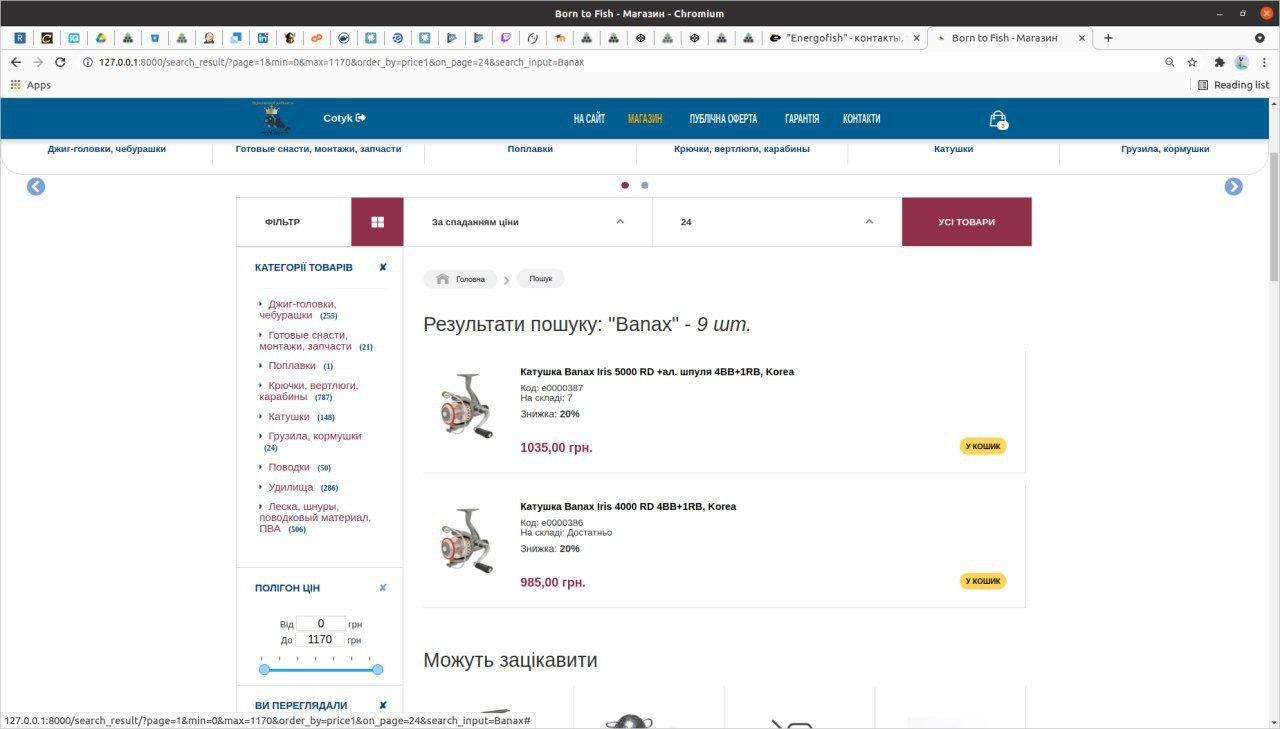 Born to Fish - Магазин - Chromium
"Energofish" - контакты,
Born to Fish - Магазин
127.0.0.1:8000/search_result/?page=1&min=0&max=1170&order_by=price1&on_page=24&search_input=Banax
Apps
Reading list
Cotyk
НА САЙТ
МАГАЗИН
ПУБЛІЧНА ОФЕРТА
ГАРАНТІЯ
КОНТАКТИ
3
Джиг-головки, чебурашки
Готовые снасти, монтажи, запчасти
Поплавки
Крючки, вертлюги, карабины
Катушки
Грузила, кормушки
ФІЛЬТР
За спаданням ціни
24
УСІ ТОВАРИ
КАТЕГОРІЇ ТОВАРІВ
Джиг-головки,
чебурашки (255)
Готовые снасти,
монтажи, запчасти (21)
Поплавки (1)
Крючки, вертлюги,
карабины (787)
Катушки (148)
Грузила, кормушки
(24)
Поводки (50)
Удилища (286)
Леска, шнуры,
поводковый материал,
ПВА (506)
ПОЛІГОН ЦІН
Від 0 грн
До 1170 грн
ВИ ПЕРЕГЛЯДАЛИ
Головна
Пошук
Результати пошуку: "Banax" - 9 шт.
Катушка Banax Iris 5000 RD +ал. шпуля 4BB+1RB, Korea
Код: e0000387
На складі: 7
Знижка: 20%
1035,00 грн.
У КОШИК
Катушка Banax Iris 4000 RD 4BB+1RB, Korea
Код: e0000386
На складі: Достатньо
Знижка: 20%
985,00 грн.
У КОШИК
Можуть зацікавити
127.0.0.1:8000/search_result/?page=1&min=0&max=1170&order_by=price1&on_page=24&search_input=Banax#